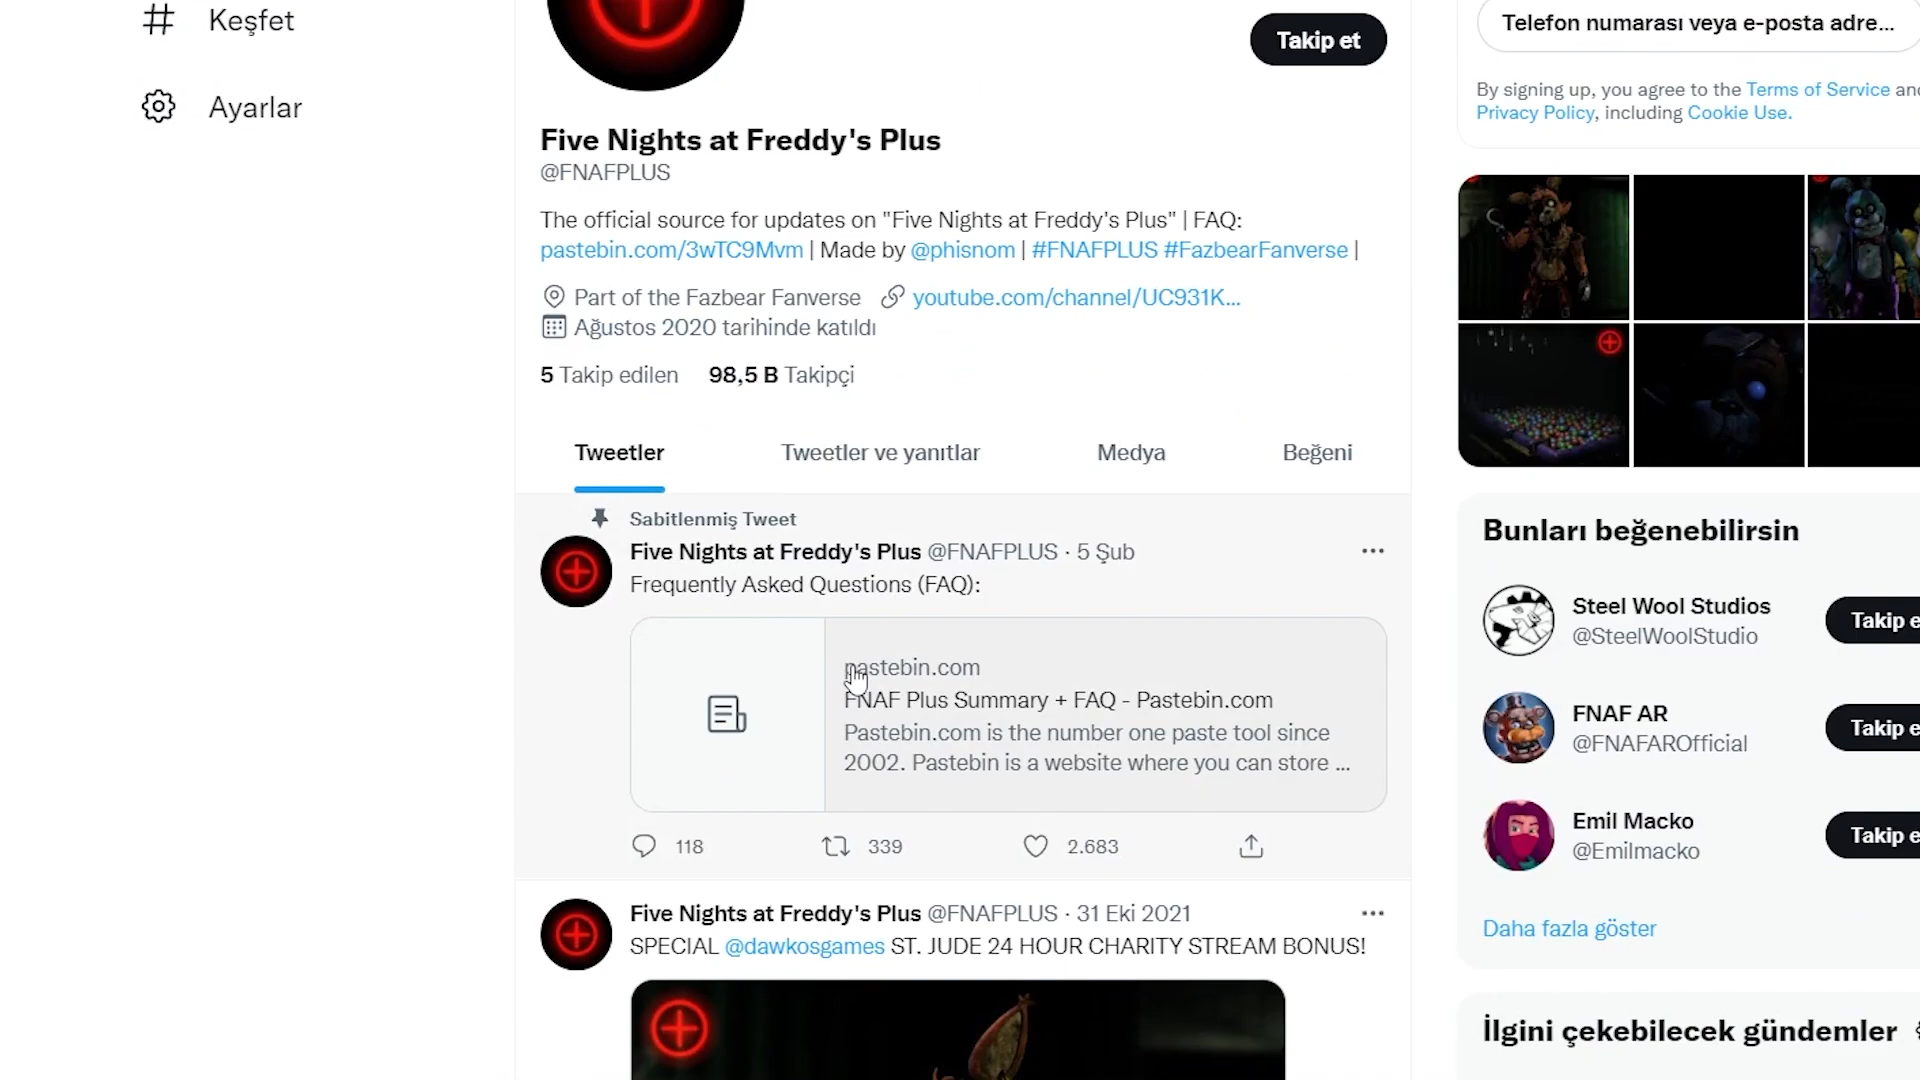 Keşfet
Ayarlar
Takip et
Five Nights at Freddy's Plus
@FNAFPLUS
The official source for updates on "Five Nights at Freddy's Plus" | FAQ:
pastebin.com/3wTC9Mvm | Made by @phisnom | #FNAFPLUS #FazbearFanverse |
Part of the Fazbear Fanverse youtube.com/channel/UC931K...
Ağustos 2020 tarihinde katıldı
5 Takip edilen 98,5 B Takipçi
Tweetler Tweetler ve yanıtlar Medya Beğeni
Sabitlenmiş Tweet
Five Nights at Freddy's Plus @FNAFPLUS · 5 Şub
Frequently Asked Questions (FAQ):
pastebin.com
FNAF Plus Summary + FAQ - Pastebin.com
Pastebin.com is the number one paste tool since
2002. Pastebin is a website where you can store ...
118 339 2.683
Five Nights at Freddy's Plus @FNAFPLUS · 31 Eki 2021
SPECIAL @dawkosgames ST. JUDE 24 HOUR CHARITY STREAM BONUS!
Telefon numarası veya e-posta adre...
By signing up, you agree to the Terms of Service and
Privacy Policy, including Cookie Use.
Bunları beğenebilirsin
Steel Wool Studios
@SteelWoolStudio
Takip e
FNAF AR
@FNAFAROfficial
Takip e
Emil Macko
@Emilmacko
Takip e
Daha fazla göster
İlgini çekebilecek gündemler